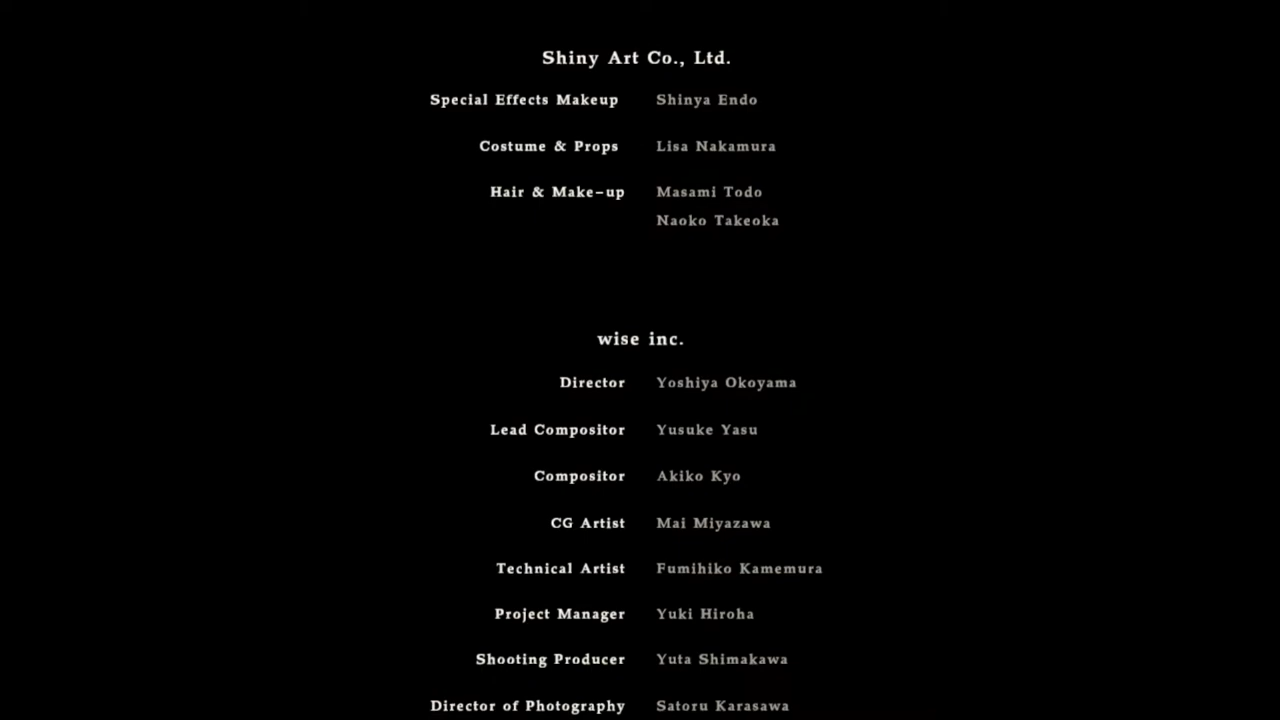 Shiny Art Co., Ltd.
Special Effects Makeup Shinya Endo
Costume & Props Lisa Nakamura
Hair & Make-up Masami Todo
Naoko Takeoka
wise inc.
Director Yoshiya Okoyama
Lead Compositor Yusuke Yasu
Compositor Akiko Kyo
CG Artist Mai Miyazawa
Technical Artist Fumihiko Kamemura
Project Manager Yuki Hiroha
Shooting Producer Yuta Shimakawa
Director of Photography Satoru Karasawa